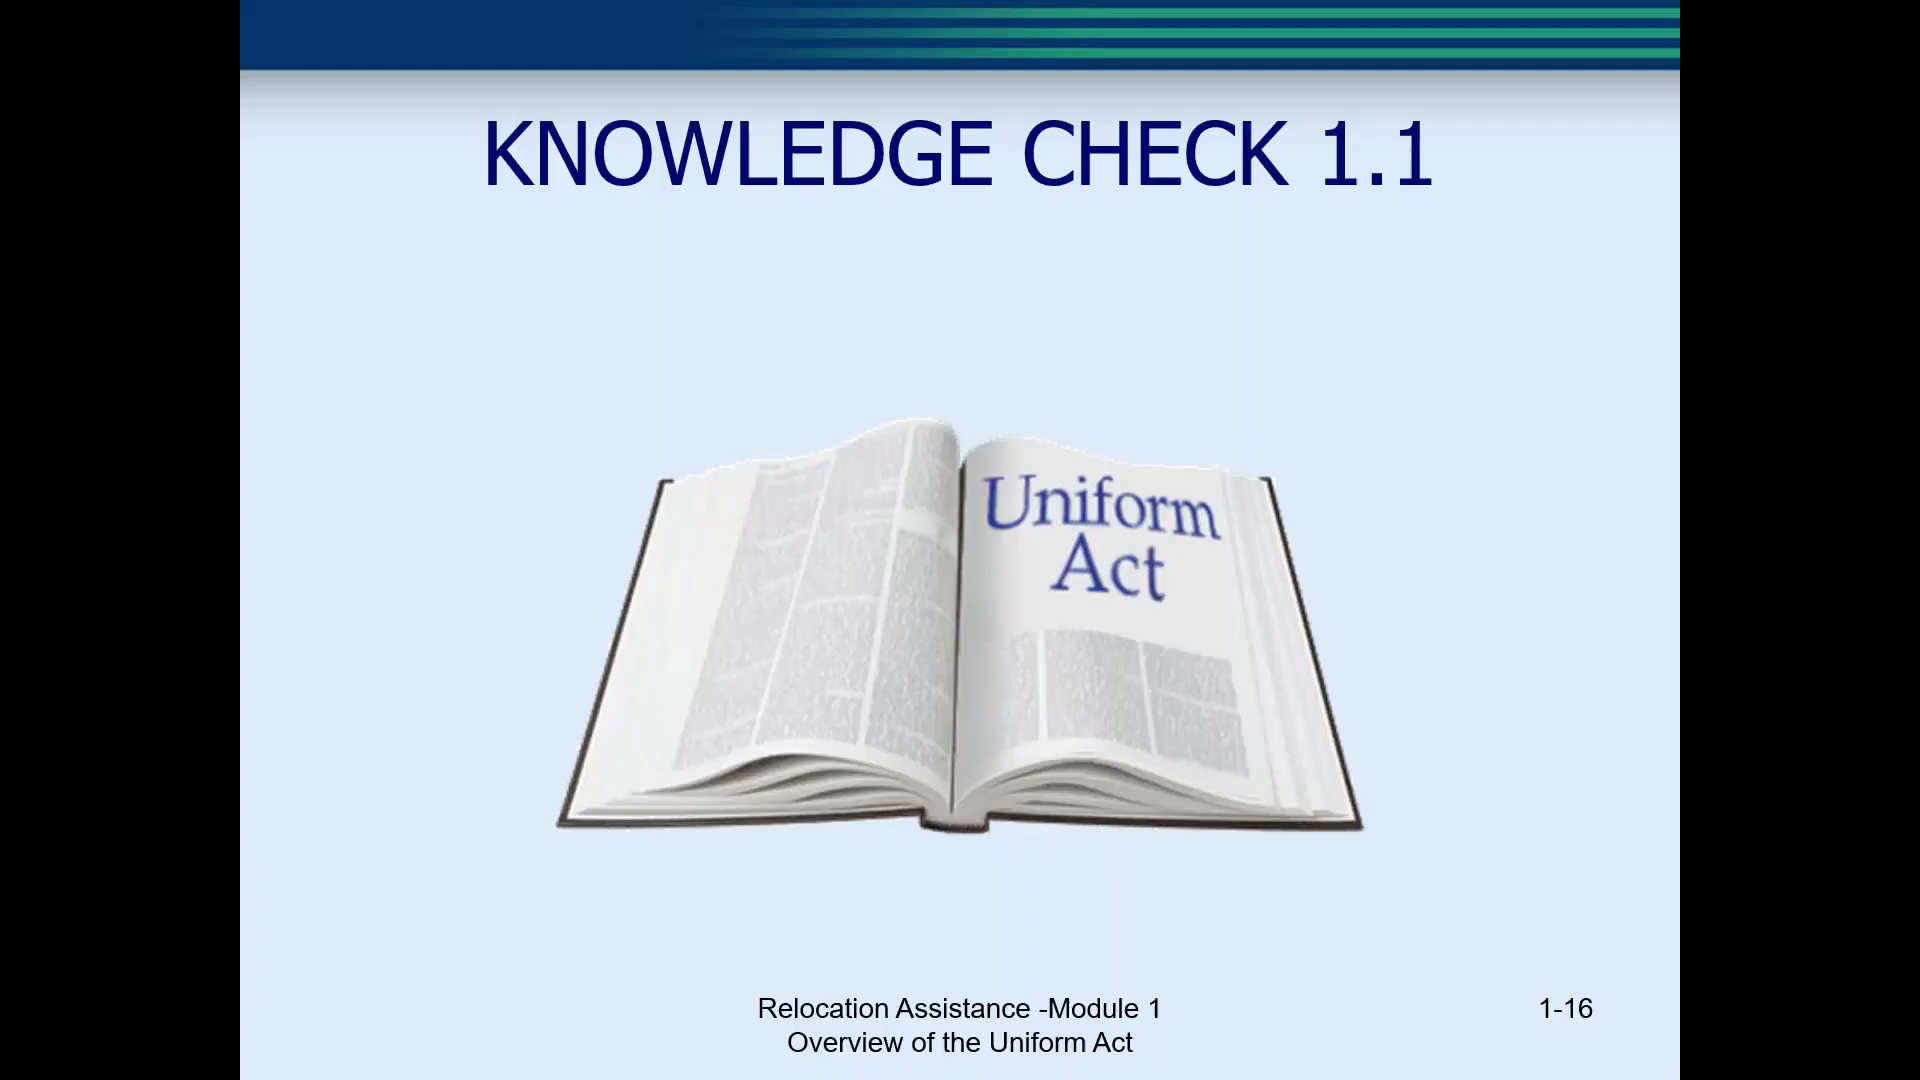 KNOWLEDGE CHECK 1.1
Uniform
Act
Relocation Assistance -Module 1
Overview of the Uniform Act
1-16